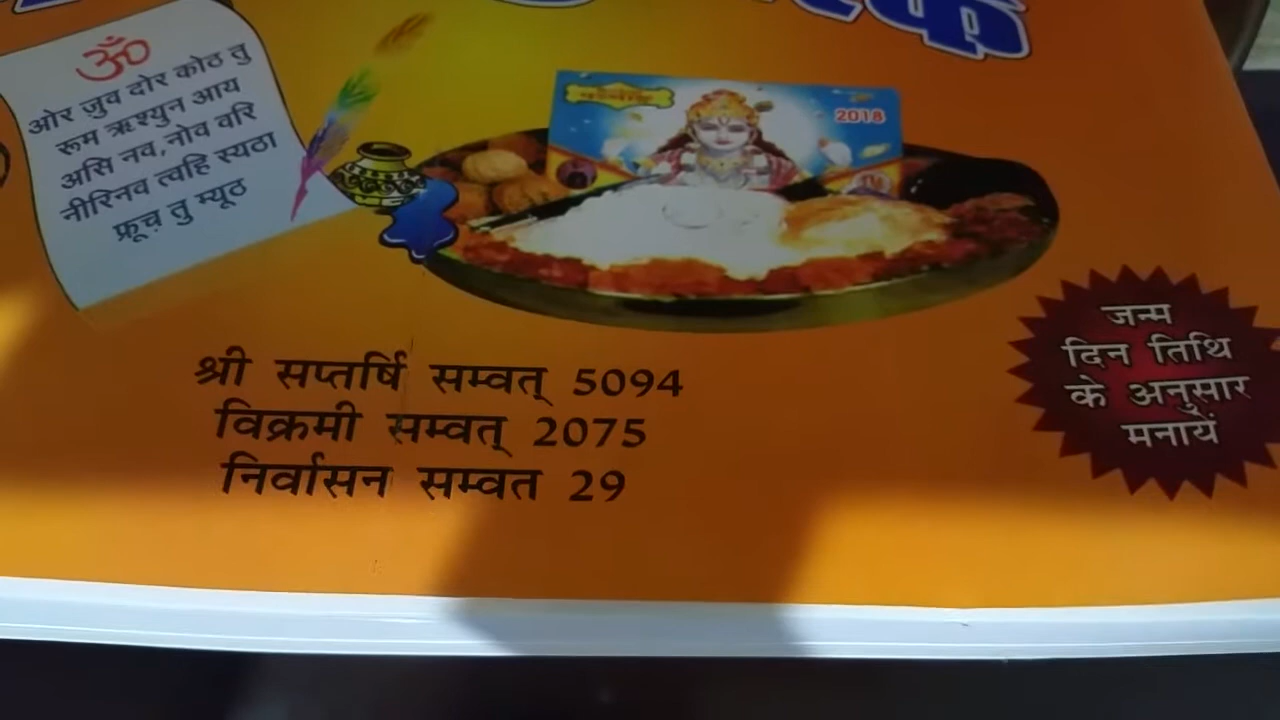 ॐ
ओर जुव दोर कोठ तु
रूम ऋश्युन आय
असि नव, नोव वरि
नीरिनव त्वहि स्यठा
फ्रूच़ तु म्यूठ
2018
श्री सप्तर्षि सम्वत् 5094
विक्रमी सम्वत् 2075
निर्वासन सम्वत 29
जन्म
दिन तिथि
के अनुसार
मनायें